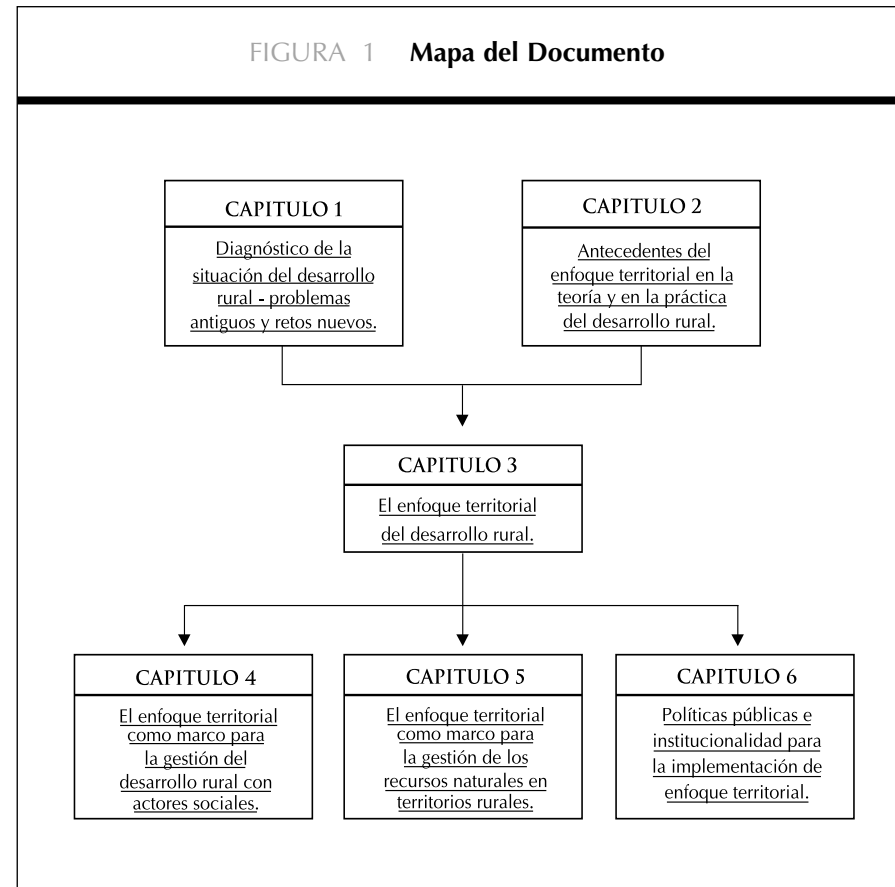 FIGURA 1 Mapa del Documento
CAPITULO 1
Diagnóstico de la
situación del desarrollo
rural - problemas
antiguos y retos nuevos.
CAPITULO 2
Antecedentes del
enfoque territorial en la
teoría y en la práctica
del desarrollo rural.
CAPITULO 3
El enfoque territorial
del desarrollo rural.
CAPITULO 4
El enfoque territorial
como marco para
la gestión del
desarrollo rural con
actores sociales.
CAPITULO 5
El enfoque territorial
como marco para
la gestión de los
recursos naturales en
territorios rurales.
CAPITULO 6
Políticas públicas e
institucionalidad para
la implementación de
enfoque territorial.